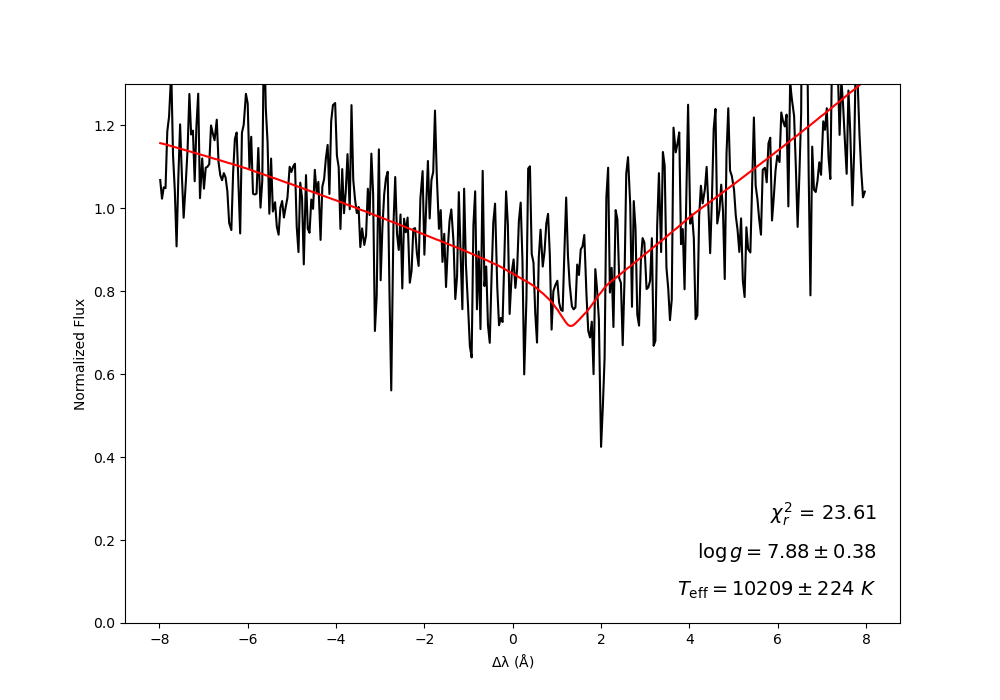 1.2
1.0
0.8
0.6
0.4
0.2
0.0
Normalized Flux
χ²ᵣ = 23.61
log g = 7.88 ± 0.38
T_eff = 10209 ± 224 K
−8 −6 −4 −2 0 2 4 6 8
Δλ (Å)